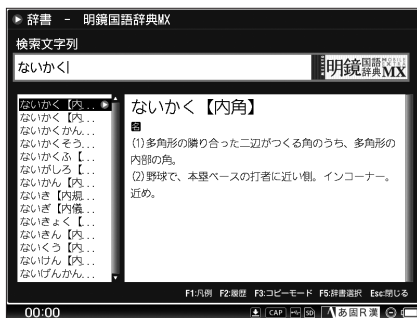 辞書 － 明鏡国語辞典MX
検索文字列
ないかく
明鏡国語辞典MX
ないかく【内...
ないかく【内...
ないかくかん...
ないかくそう...
ないかくふ【...
ないがしろ【...
ないかん【内...
ないき【内規...
ないぎ【内儀...
ないきょく【...
ないきん【内...
ないくう【内...
ないけん【内...
ないげんかん...
ないかく【内角】
名
(1)多角形の隣り合った二辺がつくる角のうち、多角形の
内部の角。
(2)野球で、本塁ベースの打者に近い側。インコーナー。
近め。
F1:凡例 F2:履歴 F3:コピーモード F5:辞書選択 Esc:閉じる
00:00
CAP SD あ固R漢